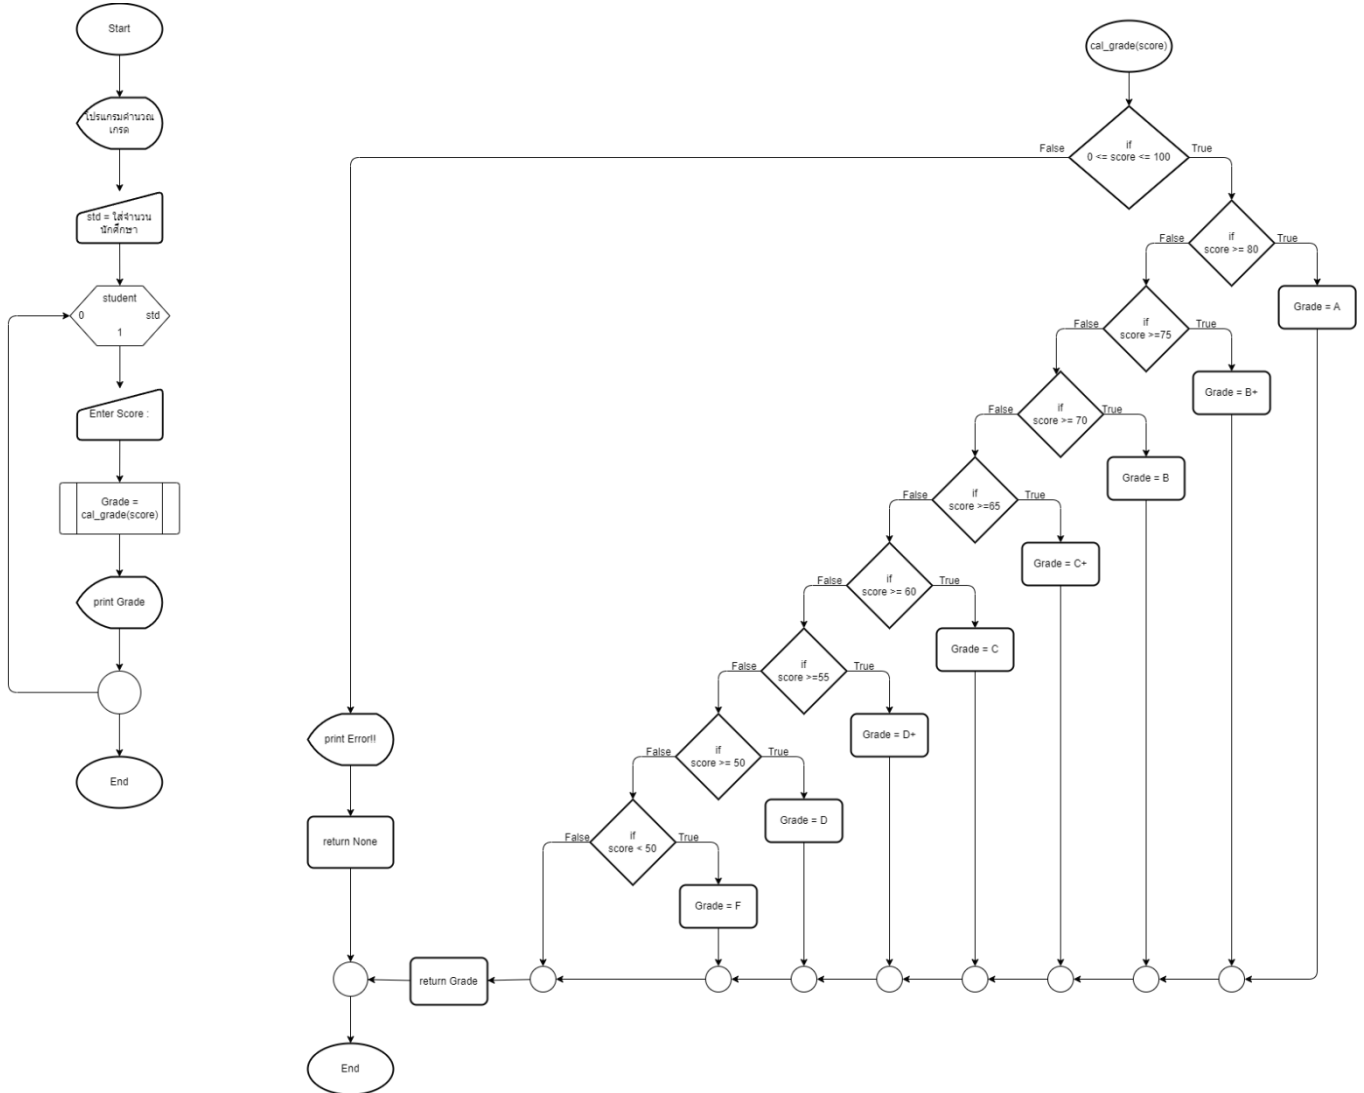 Start
โปรแกรมคำนวณ
เกรด
std = ใส่จำนวน
นักศึกษา
student
0
std
1
Enter Score :
Grade =
cal_grade(score)
print Grade
End
cal_grade(score)
if
0 <= score <= 100
False
True
if
score >= 80
False
True
Grade = A
if
score >=75
False
True
Grade = B+
if
score >= 70
False
True
Grade = B
if
score >=65
False
True
Grade = C+
if
score >= 60
False
True
Grade = C
if
score >=55
False
True
Grade = D+
if
score >= 50
False
True
Grade = D
if
score < 50
False
True
Grade = F
print Error!!
return None
return Grade
End